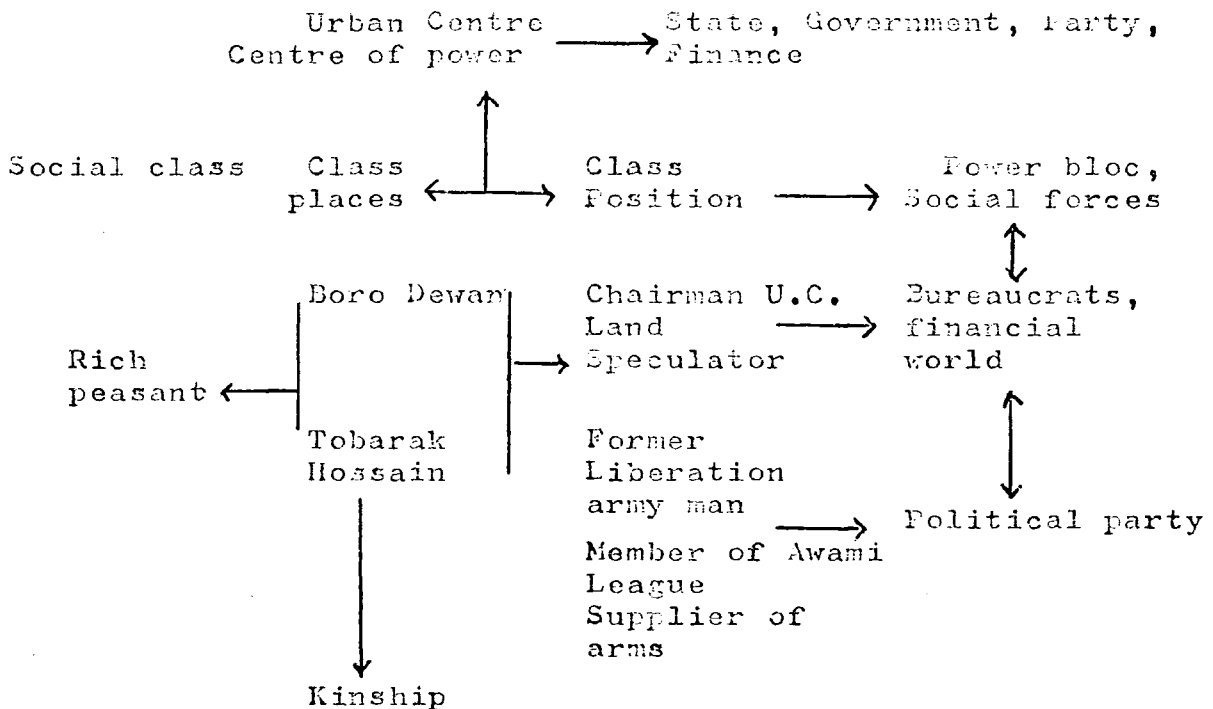 Urban Centre
Centre of power
State, Government, Party,
Finance
Social class
Class
places
Class
Position
Power bloc,
Social forces
Boro Dewan
Chairman U.C.
Land
Speculator
Bureaucrats,
financial
world
Rich
peasant
Tobarak
Hossain
Former
Liberation
army man
Member of Awami
League
Supplier of
arms
Political party
Kinship